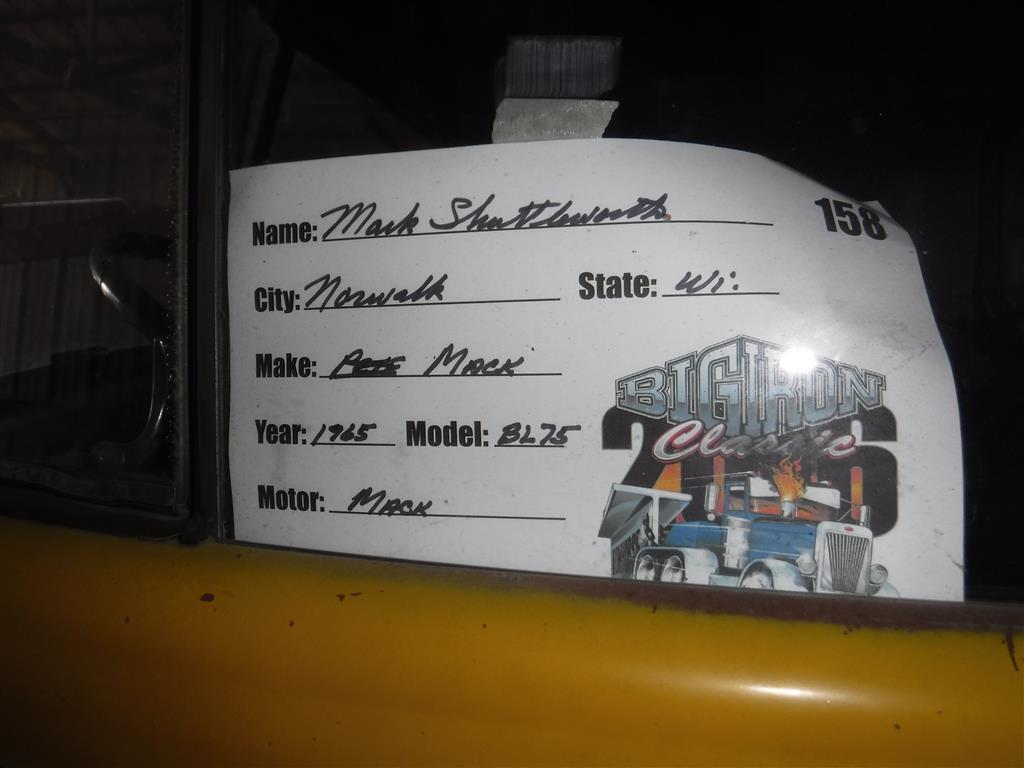 Name: Mark Shuttleworth 158
City: Norwalk State: Wi.
Make: Pete Mack
Year: 1965 Model: BL75
Motor: Mack
BIG IRON
Classic